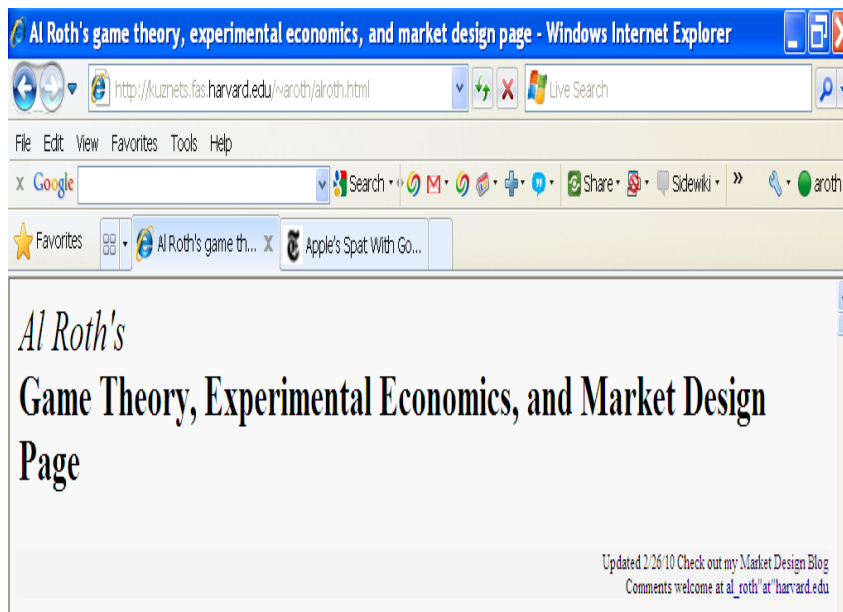 Al Roth's game theory, experimental economics, and market design page - Windows Internet Explorer
http://kuznets.fas.harvard.edu/~aroth/alroth.html Live Search
File Edit View Favorites Tools Help
x Google Search Share Sidewiki » aroth
Favorites Al Roth's game th... X Apple's Spat With Go...
Al Roth's
Game Theory, Experimental Economics, and Market Design
Page
Updated 2/26/10 Check out my Market Design Blog
Comments welcome at al_roth"at"harvard.edu